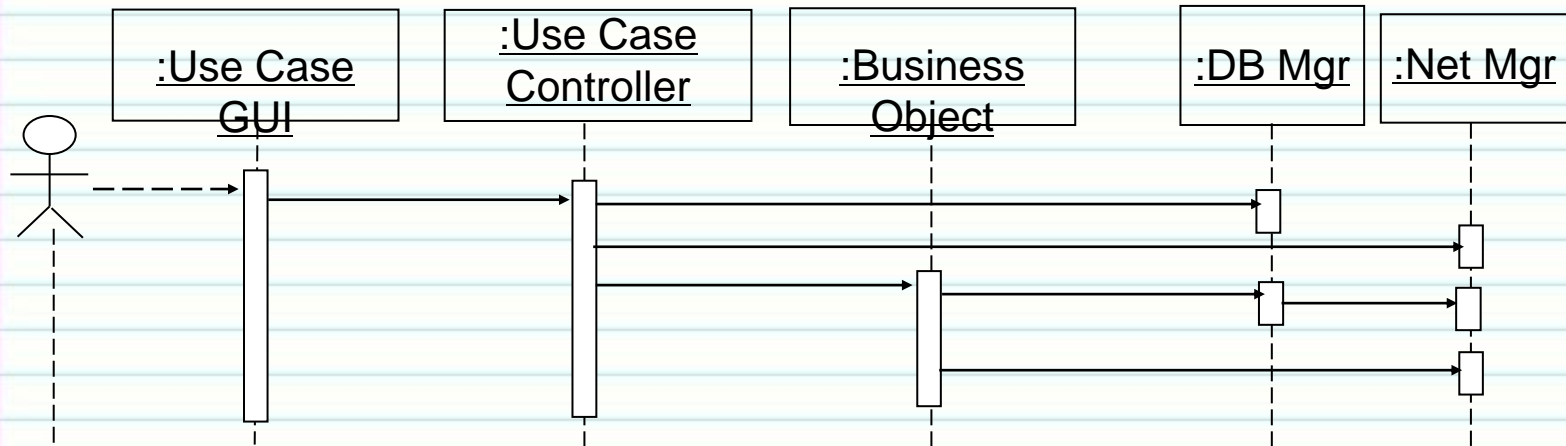 :Use Case
GUI
:Use Case
Controller
:Business
Object
:DB Mgr
:Net Mgr